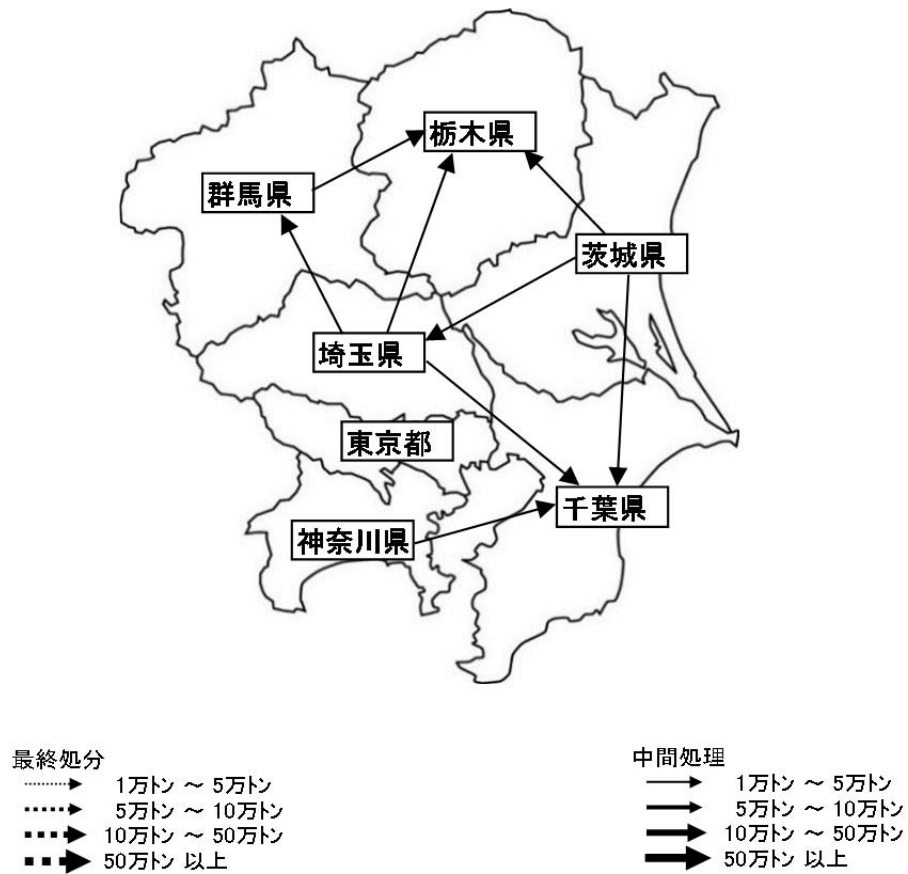 栃木県
群馬県
茨城県
埼玉県
東京都
千葉県
神奈川県
最終処分
1万トン ～ 5万トン
5万トン ～ 10万トン
10万トン ～ 50万トン
50万トン 以上
中間処理
1万トン ～ 5万トン
5万トン ～ 10万トン
10万トン ～ 50万トン
50万トン 以上